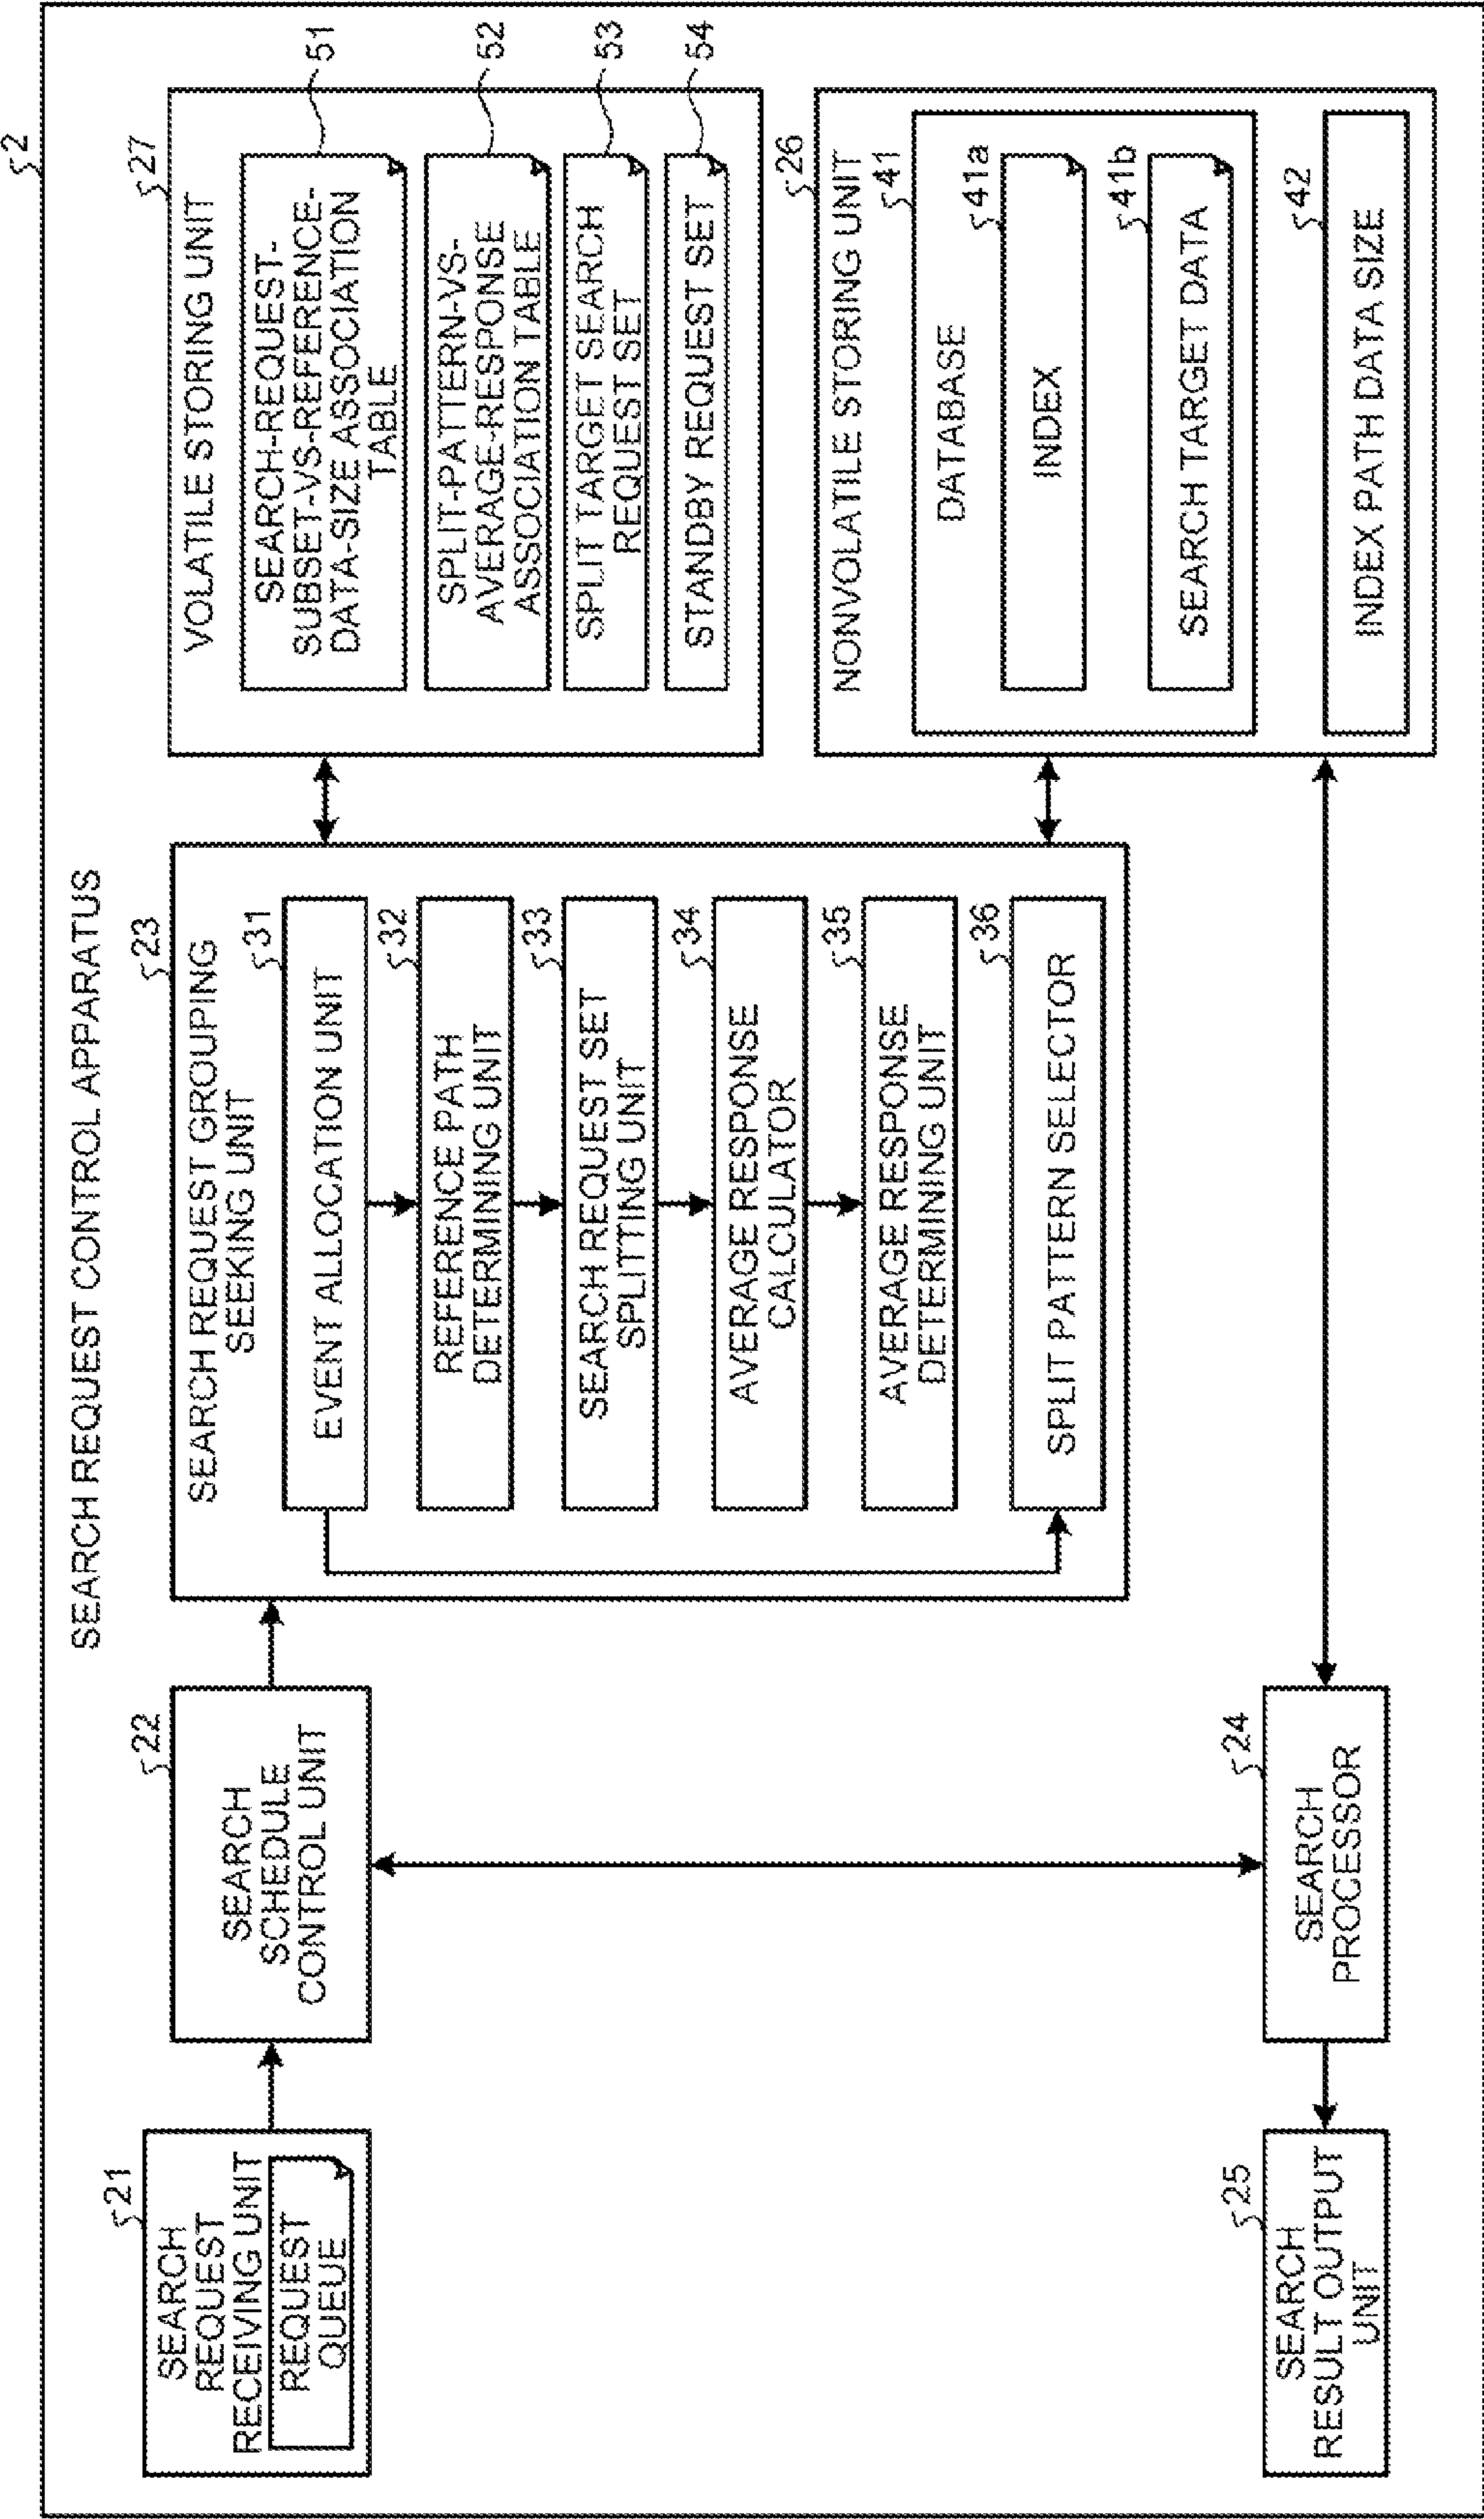 2
SEARCH REQUEST CONTROL APPARATUS
21
SEARCH
REQUEST
RECEIVING UNIT
REQUEST
QUEUE
22
SEARCH
SCHEDULE
CONTROL UNIT
23
SEARCH REQUEST GROUPING
SEEKING UNIT
31
EVENT ALLOCATION UNIT
32
REFERENCE PATH
DETERMINING UNIT
33
SEARCH REQUEST SET
SPLITTING UNIT
34
AVERAGE RESPONSE
CALCULATOR
35
AVERAGE RESPONSE
DETERMINING UNIT
36
SPLIT PATTERN SELECTOR
27
VOLATILE STORING UNIT
SEARCH-REQUEST-
SUBSET-VS-REFERENCE-
DATA-SIZE ASSOCIATION
TABLE
51
SPLIT-PATTERN-VS-
AVERAGE-RESPONSE
ASSOCIATION TABLE
52
SPLIT TARGET SEARCH
REQUEST SET
53
STANDBY REQUEST SET
54
26
NONVOLATILE STORING UNIT
41
DATABASE
41a
INDEX
41b
SEARCH TARGET DATA
42
INDEX PATH DATA SIZE
24
SEARCH
PROCESSOR
25
SEARCH
RESULT OUTPUT
UNIT